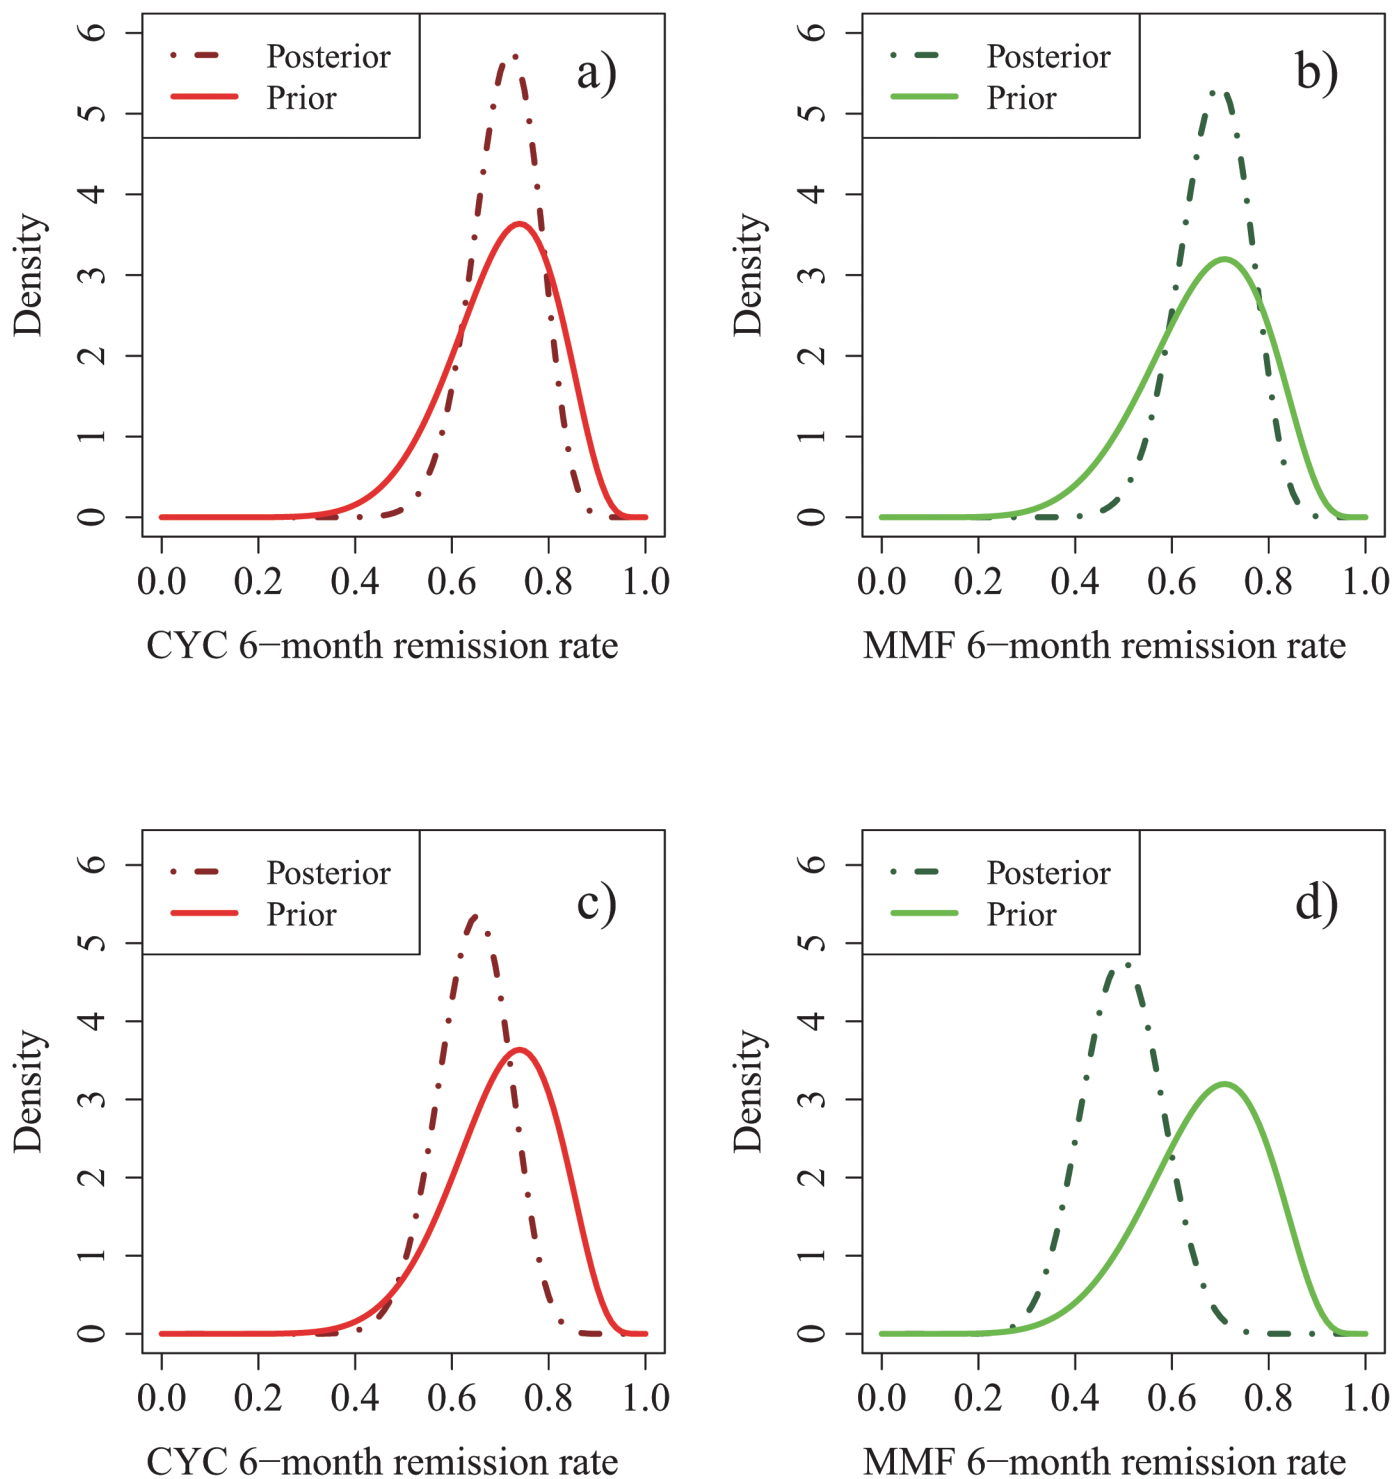 Posterior
Prior
a)
Density
0 1 2 3 4 5 6
0.0 0.2 0.4 0.6 0.8 1.0
CYC 6−month remission rate
Posterior
Prior
b)
Density
0 1 2 3 4 5 6
0.0 0.2 0.4 0.6 0.8 1.0
MMF 6−month remission rate
Posterior
Prior
c)
Density
0 1 2 3 4 5 6
0.0 0.2 0.4 0.6 0.8 1.0
CYC 6−month remission rate
Posterior
Prior
d)
Density
0 1 2 3 4 5 6
0.0 0.2 0.4 0.6 0.8 1.0
MMF 6−month remission rate